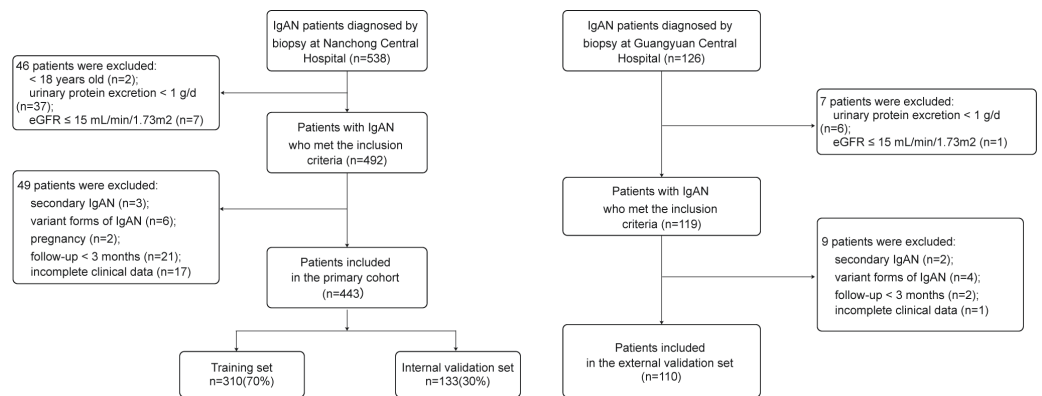 IgAN patients diagnosed by
biopsy at Nanchong Central
Hospital (n=538)
46 patients were excluded:
< 18 years old (n=2);
urinary protein excretion < 1 g/d
(n=37);
eGFR ≤ 15 mL/min/1.73m2 (n=7)
Patients with IgAN
who met the inclusion
criteria (n=492)
49 patients were excluded:
secondary IgAN (n=3);
variant forms of IgAN (n=6);
pregnancy (n=2);
follow-up < 3 months (n=21);
incomplete clinical data (n=17)
Patients included
in the primary cohort
(n=443）
Training set
n=310(70%)
Internal validation set
n=133(30%)
IgAN patients diagnosed by
biopsy at Guangyuan Central
Hospital (n=126)
7 patients were excluded:
urinary protein excretion < 1 g/d
(n=6);
eGFR ≤ 15 mL/min/1.73m2 (n=1)
Patients with IgAN
who met the inclusion
criteria (n=119)
9 patients were excluded:
secondary IgAN (n=2);
variant forms of IgAN (n=4);
follow-up < 3 months (n=2);
incomplete clinical data (n=1)
Patients included
in the external validation set
(n=110)